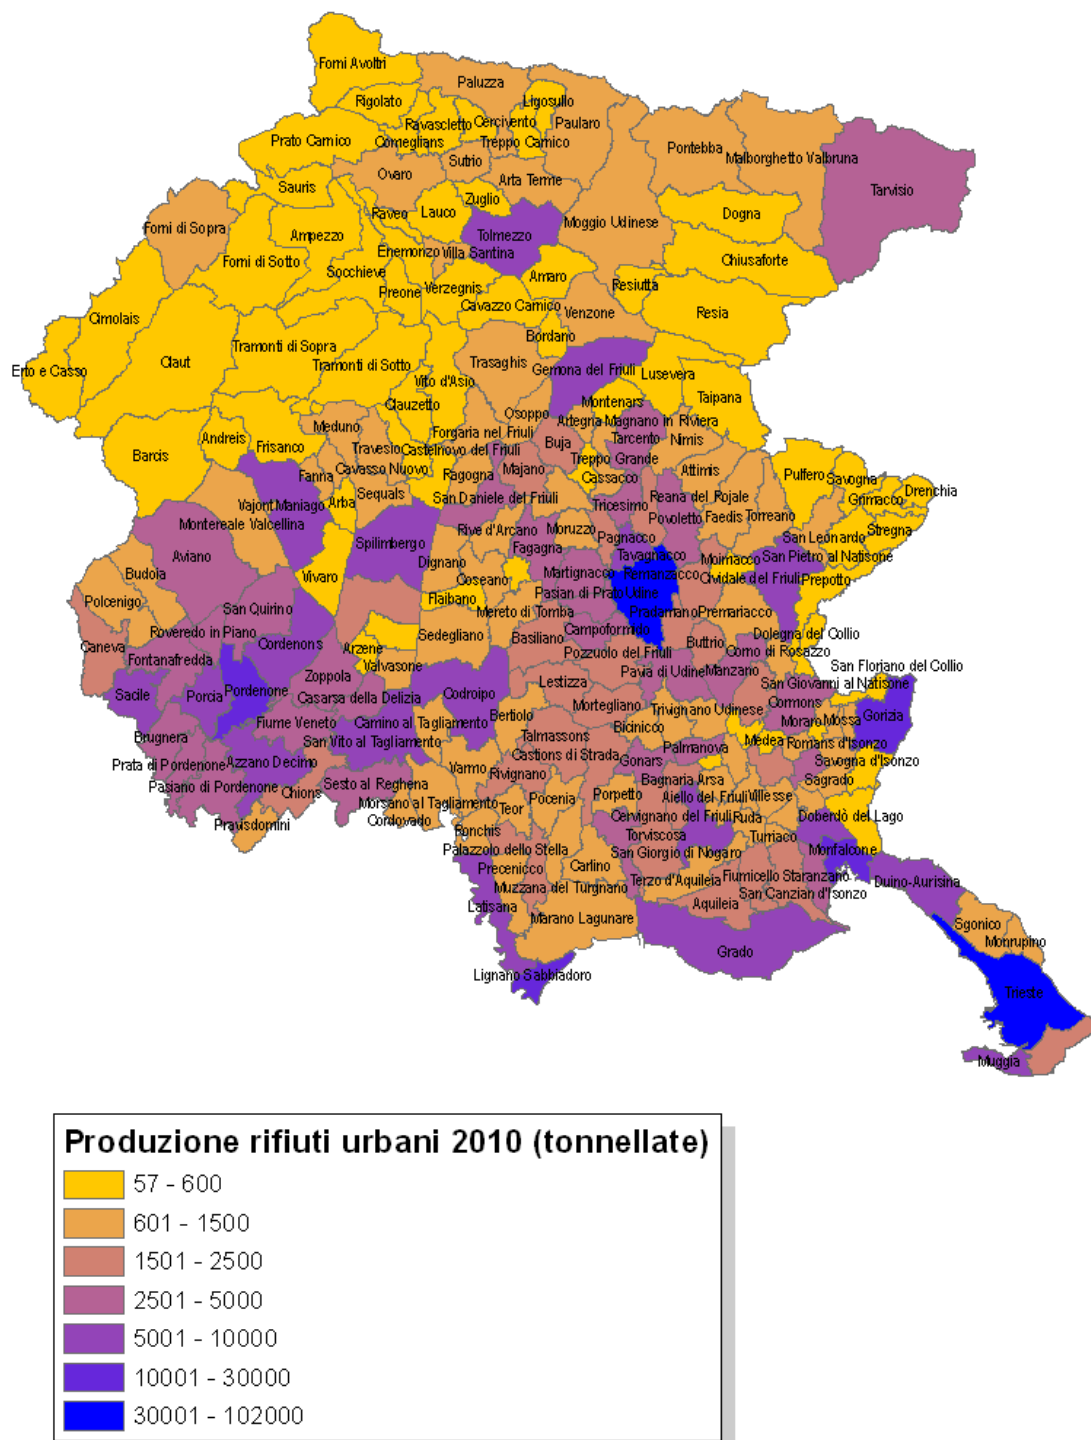 Forni Avoltri
Paluzza
Rigolato
Ligosullo
Ravascletto
Cercivento
Paularo
Prato Carnico
Comeglians
Treppo Carnico
Pontebba
Malborghetto Valbruna
Sutrio
Ovaro
Arta Terme
Tarvisio
Sauris
Zuglio
Raveo
Lauco
Dogna
Forni di Sopra
Ampezzo
Tolmezzo
Moggio Udinese
Enemonzo
Villa Santina
Forni di Sotto
Chiusaforte
Socchieve
Amaro
Preone
Verzegnis
Resiutta
Cavazzo Carnico
Venzone
Resia
Cimolais
Bordano
Tramonti di Sopra
Claut
Trasaghis
Erto e Casso
Tramonti di Sotto
Gemona del Friuli
Lusevera
Vito d'Asio
Taipana
Clauzetto
Montenars
Osoppo
Artegna
Magnano in Riviera
Meduno
Forgaria nel Friuli
Andreis
Frisanco
Buja
Tarcento
Nimis
Travesio
Castelnovo del Friuli
Barcis
Treppo Grande
Cavasso Nuovo
Majano
Attimis
Fanna
Ragogna
Cassacco
Pulfero
Savogna
Sequals
Drenchia
Vajont
Maniago
Arba
San Daniele del Friuli
Reana del Rojale
Grimacco
Tricesimo
Montereale Valcellina
Rive d'Arcano
Moruzzo
Povoletto
Faedis
Torreano
Stregna
Pagnacco
San Leonardo
Aviano
Spilimbergo
Fagagna
Tavagnacco
Moimacco
San Pietro al Natisone
Dignano
Budoia
Vivaro
Coseano
Martignacco
Remanzacco
Cividale del Friuli
Prepotto
Pasian di Prato
Udine
Polcenigo
Flaibano
San Quirino
Mereto di Tomba
Pradamano
Premariacco
Roveredo in Piano
Sedegliano
Basiliano
Campoformido
Dolegna del Collio
Caneva
Cordenons
Arzene
Buttrio
Corno di Rosazzo
Fontanafredda
Valvasone
Pozzuolo del Friuli
San Floriano del Collio
Zoppola
Pavia di Udine
Manzano
Lestizza
San Giovanni al Natisone
Sacile
Porcia
Pordenone
Casarsa della Delizia
Codroipo
Mortegliano
Trivignano Udinese
Cormons
Gorizia
Fiume Veneto
Camino al Tagliamento
Bertiolo
Bicinicco
Moraro
Mossa
Brugnera
San Vito al Tagliamento
Talmassons
Palmanova
Medea
Romans d'Isonzo
Prata di Pordenone
Azzano Decimo
Castions di Strada
Gonars
Savogna d'Isonzo
Varmo
Bagnaria Arsa
Sagrado
Pasiano di Pordenone
Chions
Sesto al Reghena
Rivignano
Porpetto
Aiello del Friuli
Villesse
Morsano al Tagliamento
Teor
Pocenia
Cervignano del Friuli
Ruda
Doberdò del Lago
Pravisdomini
Cordovado
Ronchis
Torviscosa
Turriaco
Palazzolo dello Stella
San Giorgio di Nogaro
Monfalcone
Precenicco
Carlino
Terzo d'Aquileia
Fiumicello
Staranzano
Duino-Aurisina
Muzzana del Turgnano
San Canzian d'Isonzo
Latisana
Aquileia
Marano Lagunare
Sgonico
Monrupino
Grado
Lignano Sabbiadoro
Trieste
Muggia
Produzione rifiuti urbani 2010 (tonnellate)
57 - 600
601 - 1500
1501 - 2500
2501 - 5000
5001 - 10000
10001 - 30000
30001 - 102000